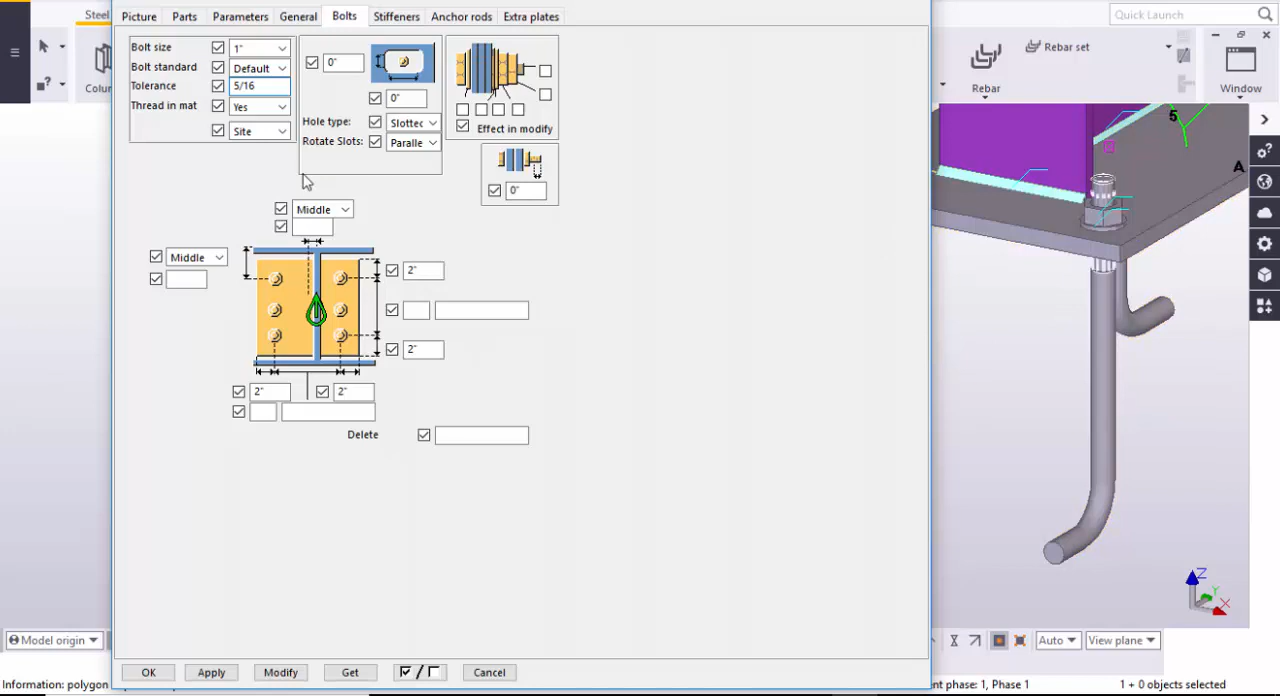 Steel
Quick Launch
Picture Parts Parameters General Bolts Stiffeners Anchor rods Extra plates
Bolt size 1"
Bolt standard Default
Tolerance 5/16
Thread in mat Yes
Site
0"
0"
Hole type: Slotted
Rotate Slots: Paralle
Effect in modify
0"
Colum
Rebar set
Rebar
Window
5
A
Middle
Middle
2"
2"
2" 2"
Delete
Z
Y
X
Model origin
Auto View plane
OK Apply Modify Get / Cancel
Information: polygon
nt phase: 1, Phase 1 1 + 0 objects selected